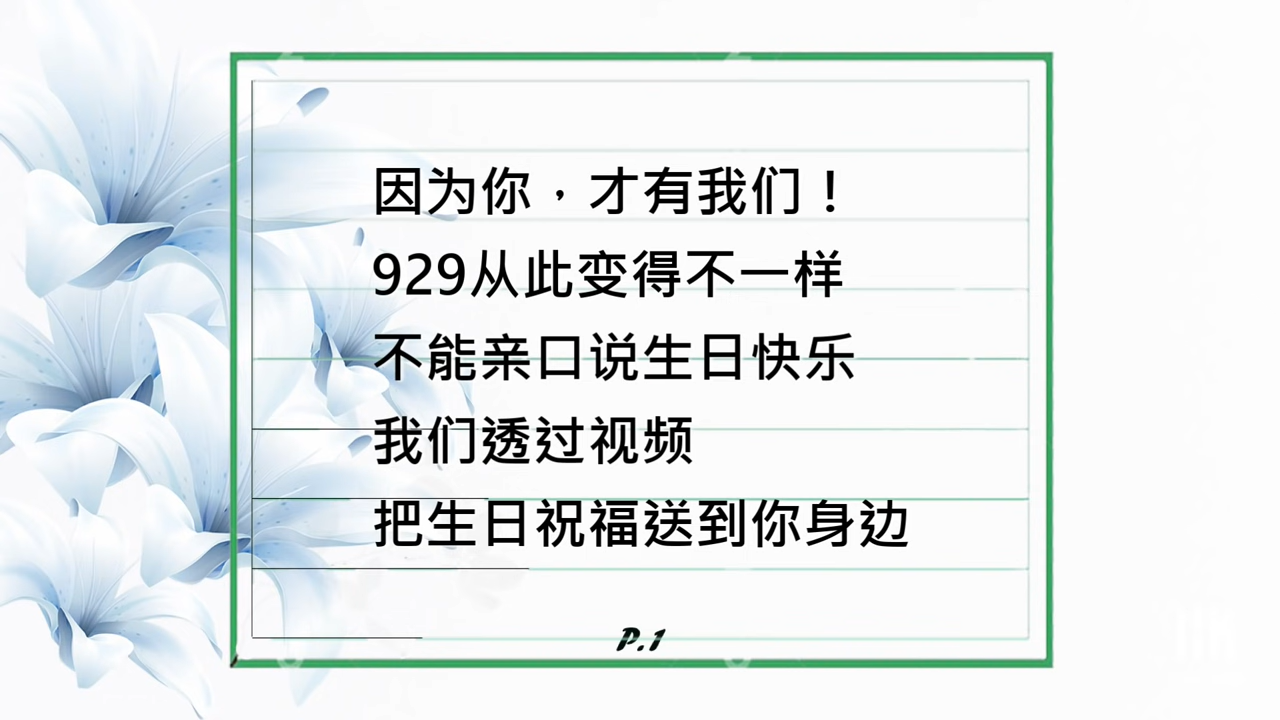 因为你，才有我们！
929从此变得不一样
不能亲口说生日快乐
我们透过视频
把生日祝福送到你身边
P.1